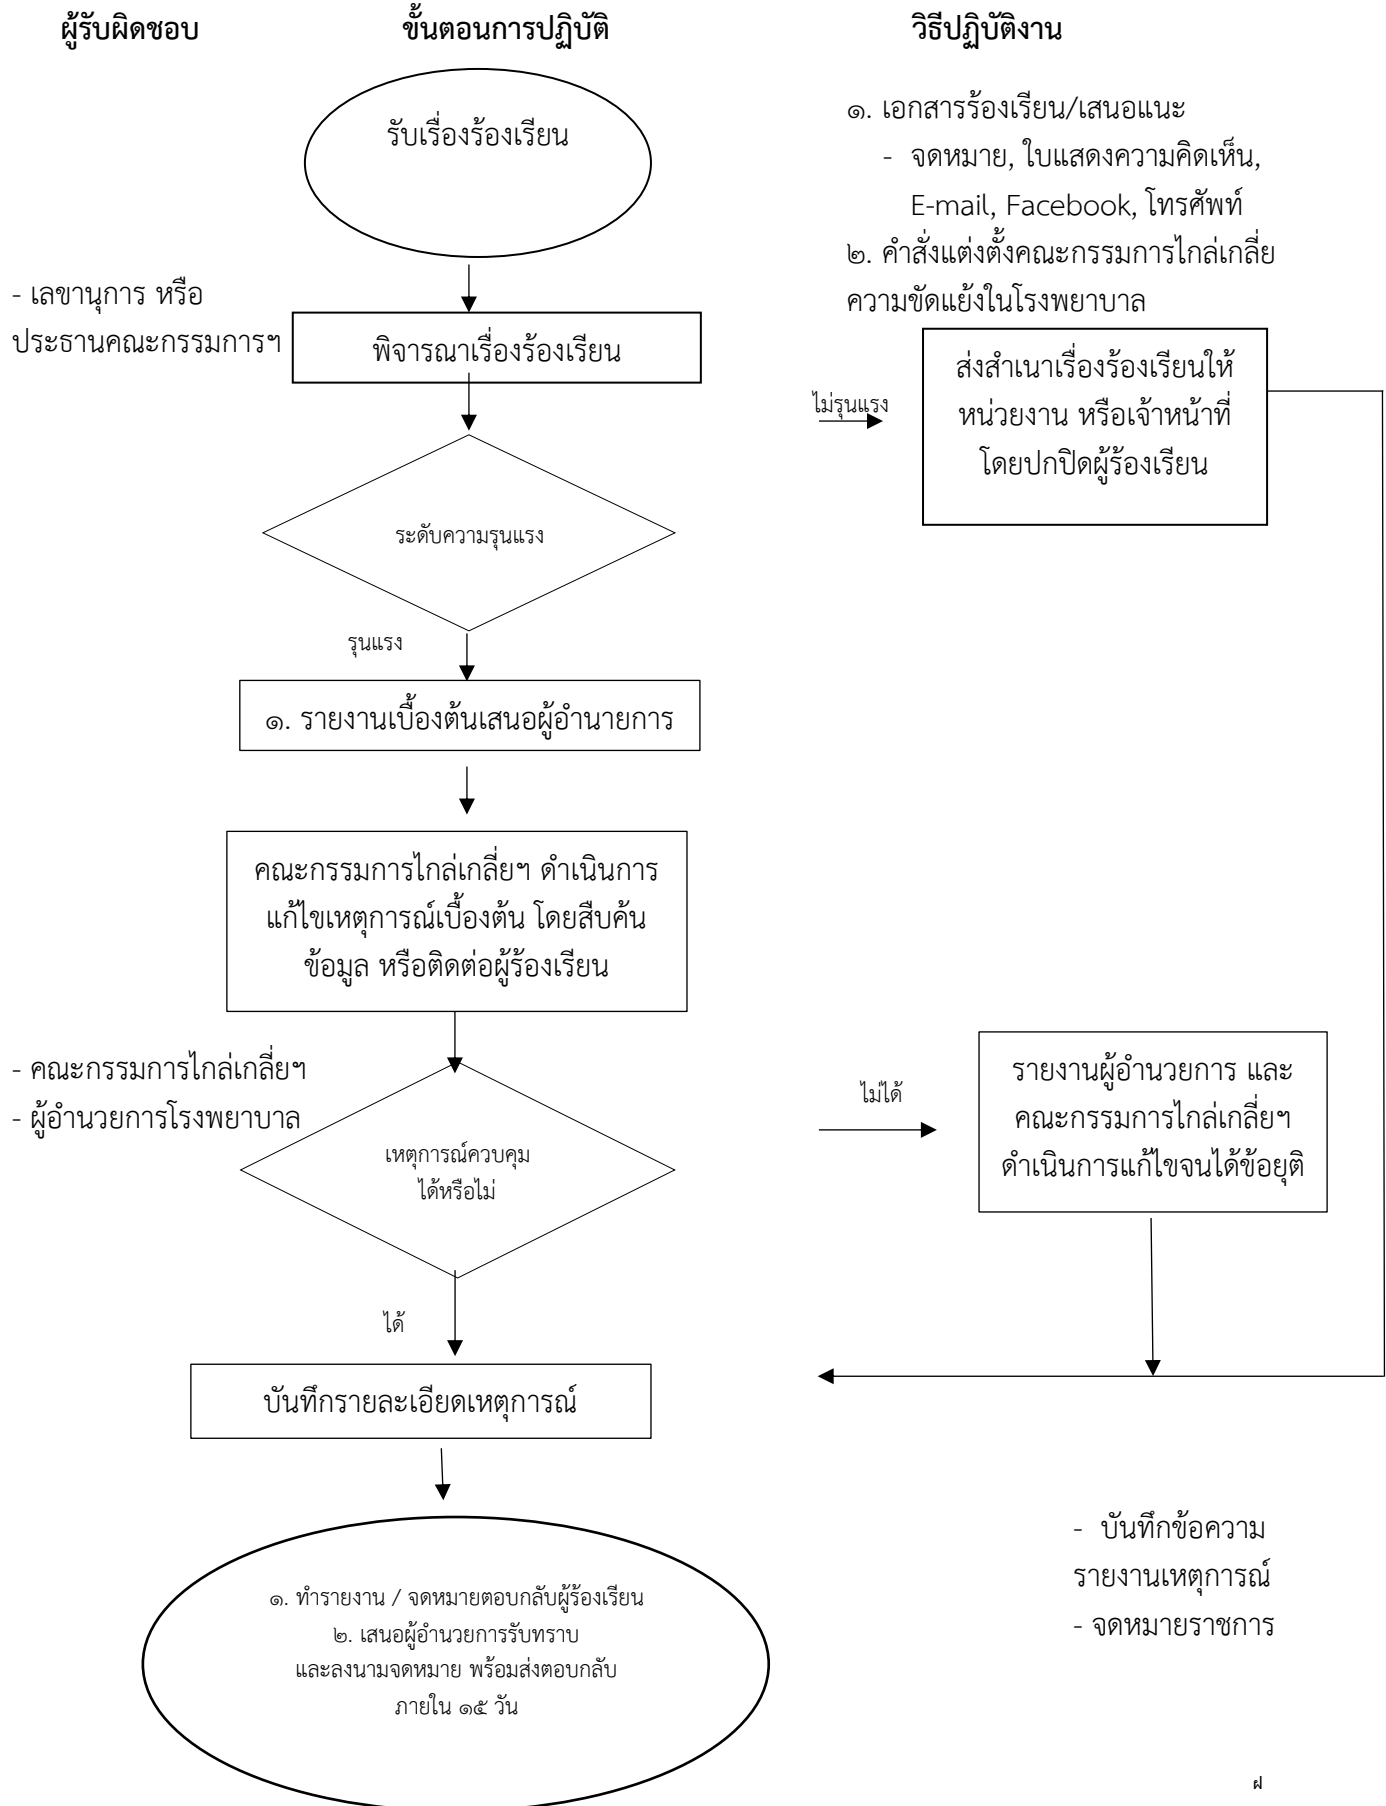 ผู้รับผิดชอบ
ขั้นตอนการปฏิบัติ
วิธีปฏิบัติงาน
รับเรื่องร้องเรียน
๑. เอกสารร้องเรียน/เสนอแนะ
- จดหมาย, ใบแสดงความคิดเห็น,
E-mail, Facebook, โทรศัพท์
๒. คำสั่งแต่งตั้งคณะกรรมการไกล่เกลี่ย
ความขัดแย้งในโรงพยาบาล
- เลขานุการ หรือ
ประธานคณะกรรมการฯ
พิจารณาเรื่องร้องเรียน
ไม่รุนแรง
ส่งสำเนาเรื่องร้องเรียนให้
หน่วยงาน หรือเจ้าหน้าที่
โดยปกปิดผู้ร้องเรียน
ระดับความรุนแรง
รุนแรง
๑. รายงานเบื้องต้นเสนอผู้อำนายการ
คณะกรรมการไกล่เกลี่ยฯ ดำเนินการ
แก้ไขเหตุการณ์เบื้องต้น โดยสืบค้น
ข้อมูล หรือติดต่อผู้ร้องเรียน
- คณะกรรมการไกล่เกลี่ยฯ
- ผู้อำนวยการโรงพยาบาล
เหตุการณ์ควบคุม
ได้หรือไม่
ไม่ได้
รายงานผู้อำนวยการ และ
คณะกรรมการไกล่เกลี่ยฯ
ดำเนินการแก้ไขจนได้ข้อยุติ
ได้
บันทึกรายละเอียดเหตุการณ์
๑. ทำรายงาน / จดหมายตอบกลับผู้ร้องเรียน
๒. เสนอผู้อำนวยการรับทราบ
และลงนามจดหมาย พร้อมส่งตอบกลับ
ภายใน ๑๕ วัน
- บันทึกข้อความ
รายงานเหตุการณ์
- จดหมายราชการ
ฝ